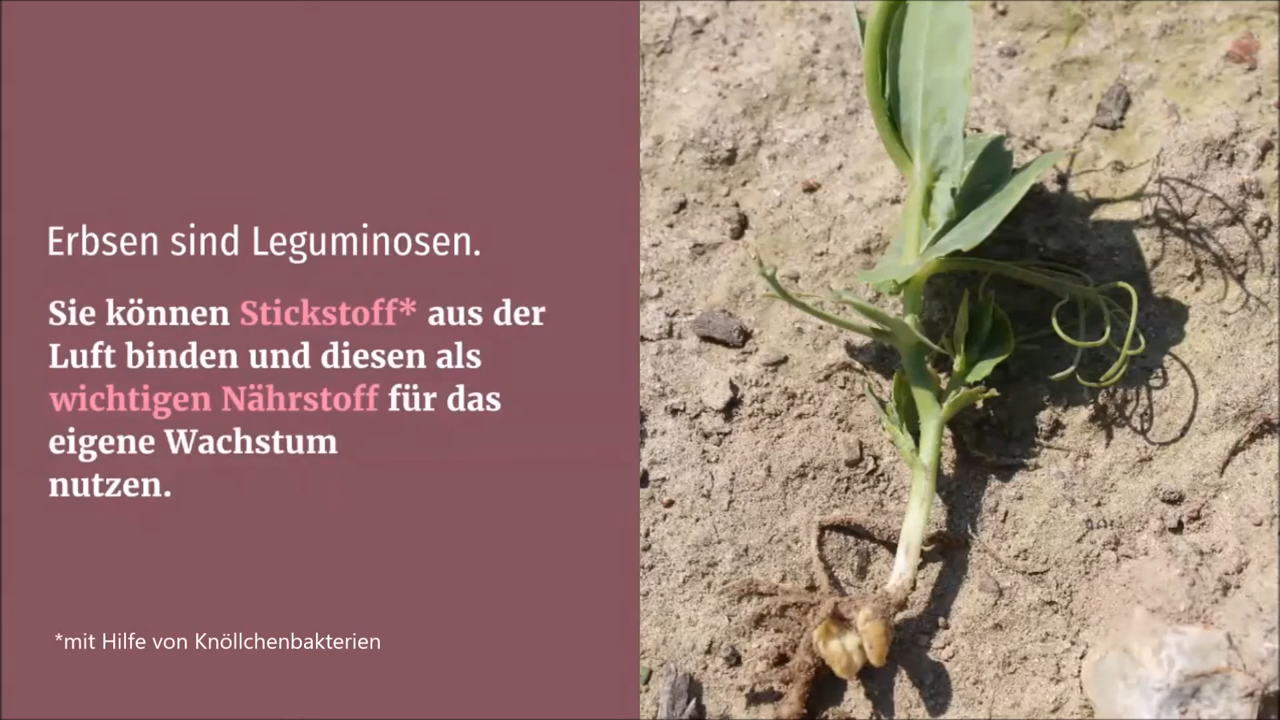 Erbsen sind Leguminosen.
Sie können Stickstoff* aus der
Luft binden und diesen als
wichtigen Nährstoff für das
eigene Wachstum
nutzen.
*mit Hilfe von Knöllchenbakterien